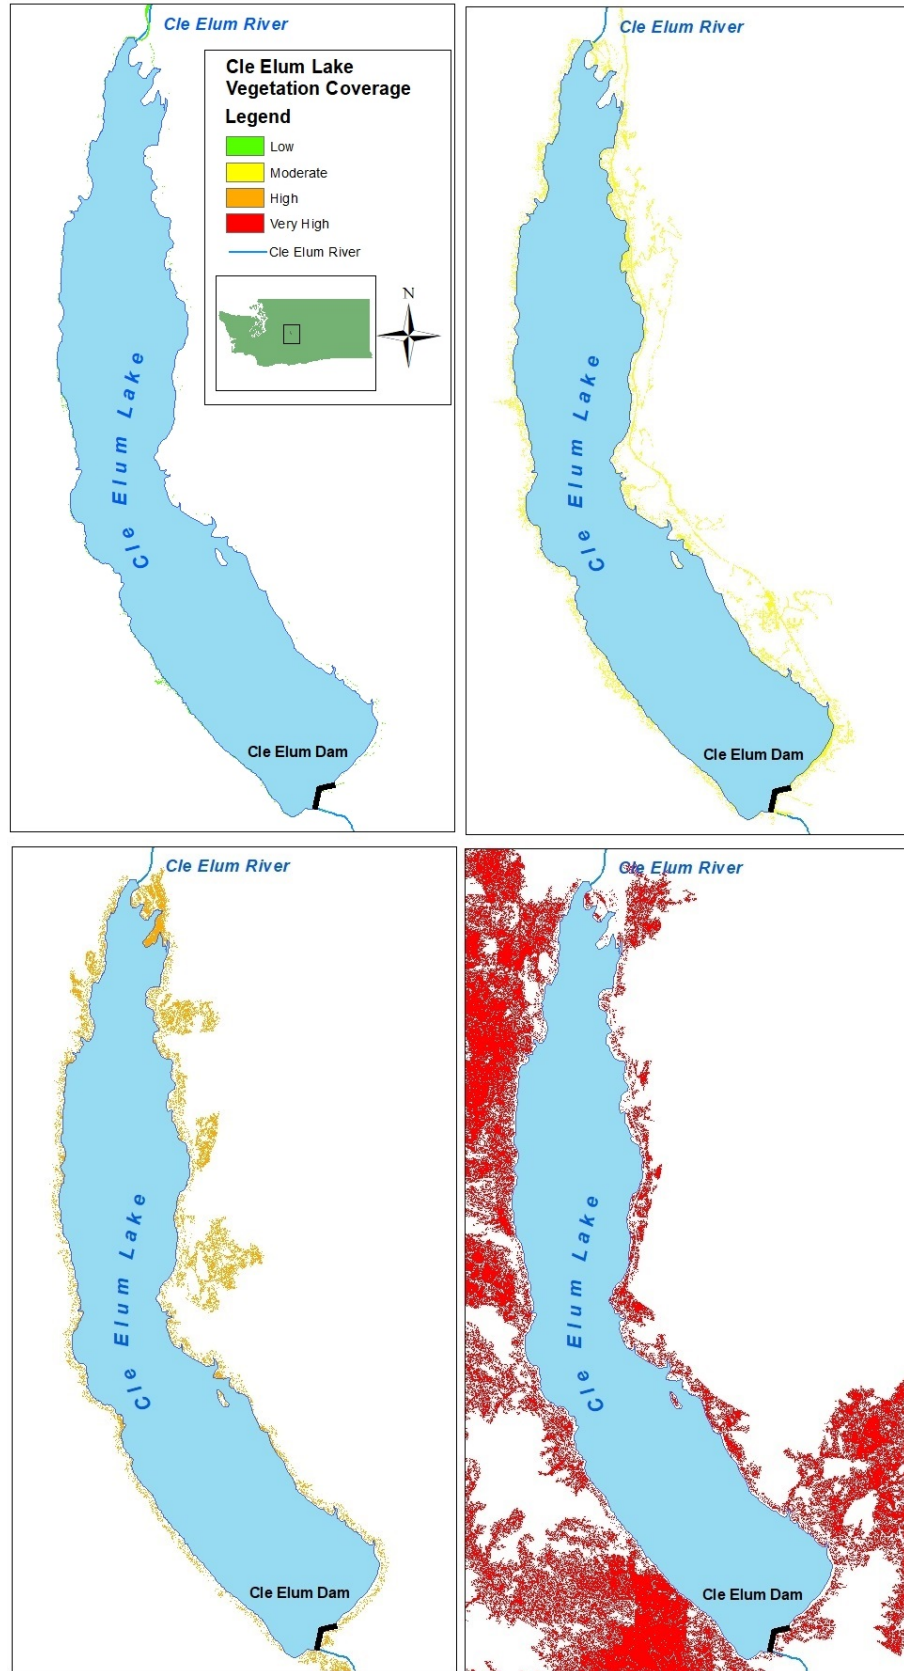 Cle Elum River
Cle Elum Lake
Vegetation Coverage
Legend
Low
Moderate
High
Very High
Cle Elum River
N
Cle Elum Lake
Cle Elum Dam
Cle Elum River
Cle Elum Lake
Cle Elum Dam
Cle Elum River
Cle Elum Lake
Cle Elum Dam
Cle Elum River
Cle Elum Lake
Cle Elum Dam